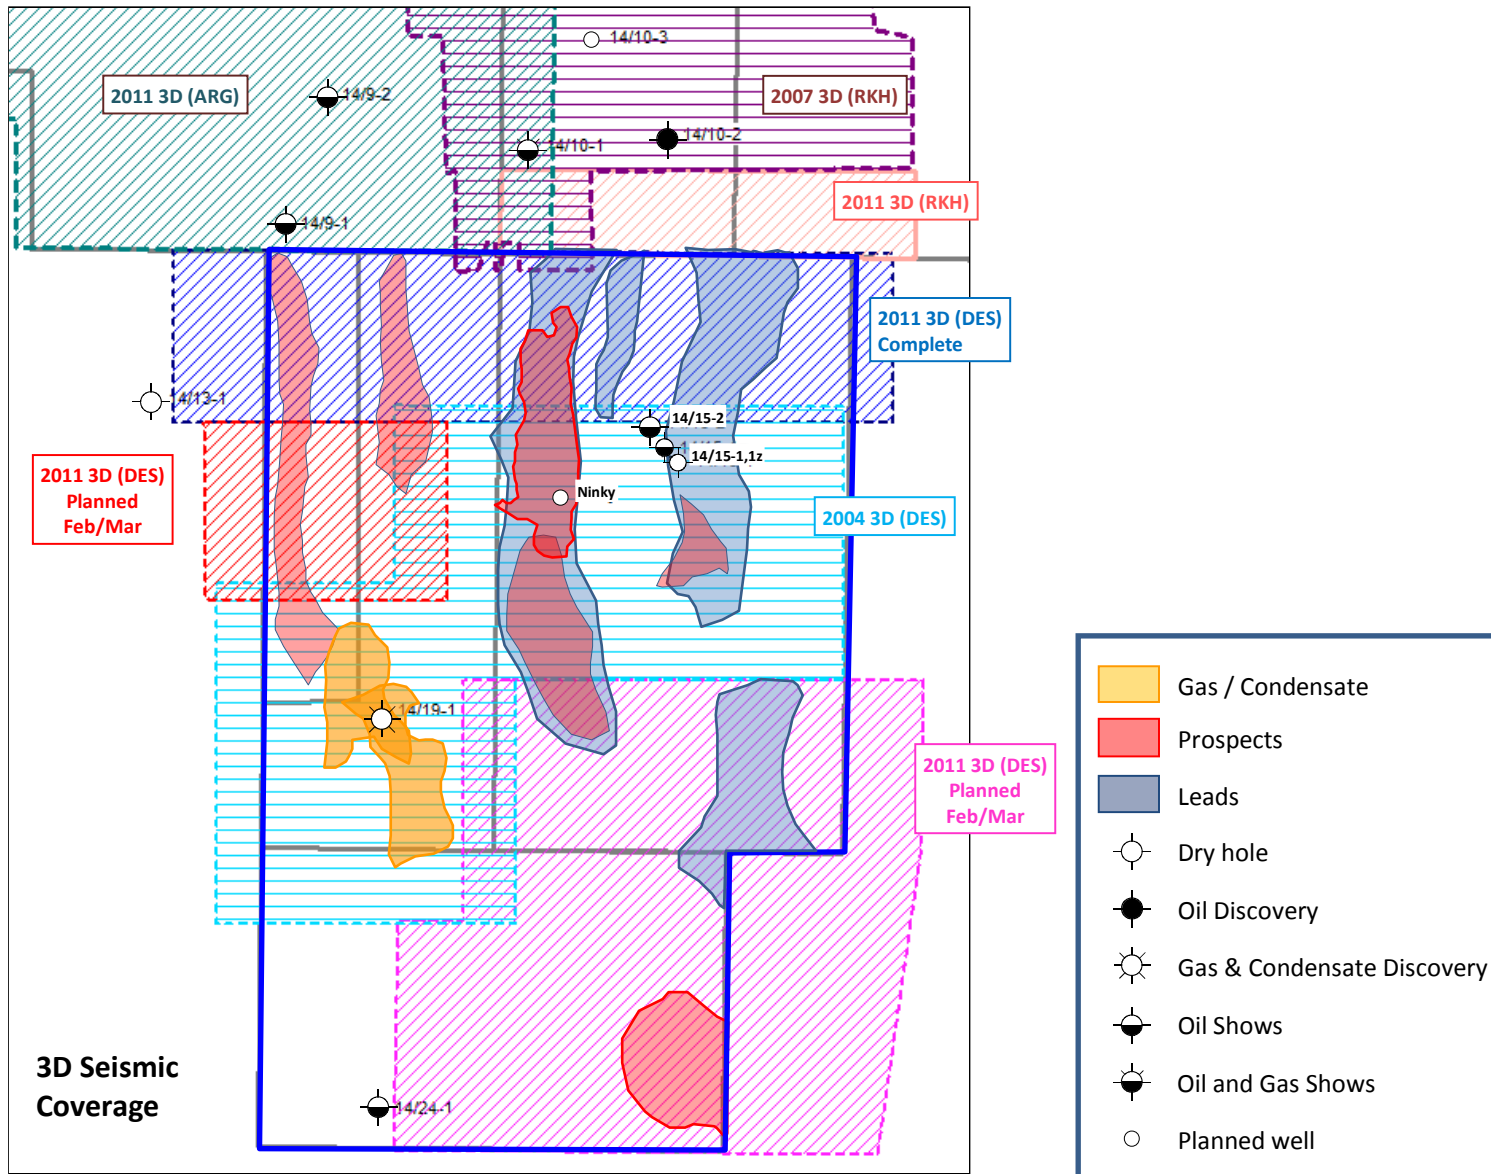 14/10-3
2011 3D (ARG)
14/9-2
2007 3D (RKH)
14/10-1
14/10-2
2011 3D (RKH)
14/9-1
2011 3D (DES)
Complete
14/13-1
14/15-2
14/15-1,1z
2011 3D (DES)
Planned
Feb/Mar
Ninky
2004 3D (DES)
14/19-1
2011 3D (DES)
Planned
Feb/Mar
3D Seismic
Coverage
14/24-1
Gas / Condensate
Prospects
Leads
Dry hole
Oil Discovery
Gas & Condensate Discovery
Oil Shows
Oil and Gas Shows
Planned well